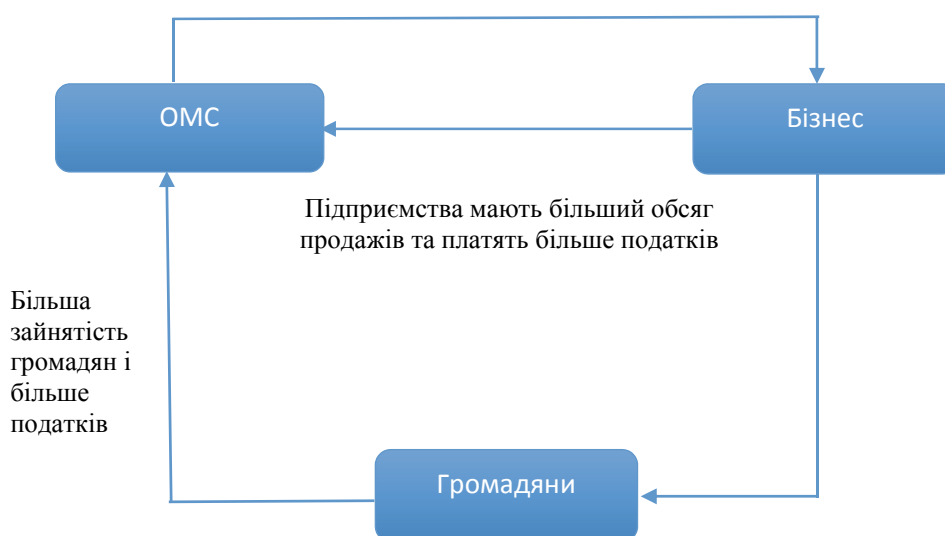 ОМС
Бізнес
Підприємства мають більший обсяг
продажів та платять більше податків
Більша
зайнятість
громадян і
більше
податків
Громадяни